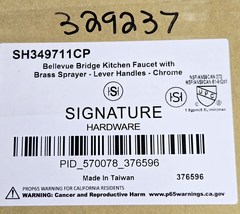 329237
SH349711CP
Bellevue Bridge Kitchen Faucet with
Brass Sprayer - Lever Handles - Chrome
SIGNATURE
HARDWARE
PID_570078_376596
Made In Taiwan
376596
PROP65 WARNING FOR CALIFORNIA RESIDENTS
WARNING: Cancer and Reproductive Harm - www.p65warnings.ca.gov